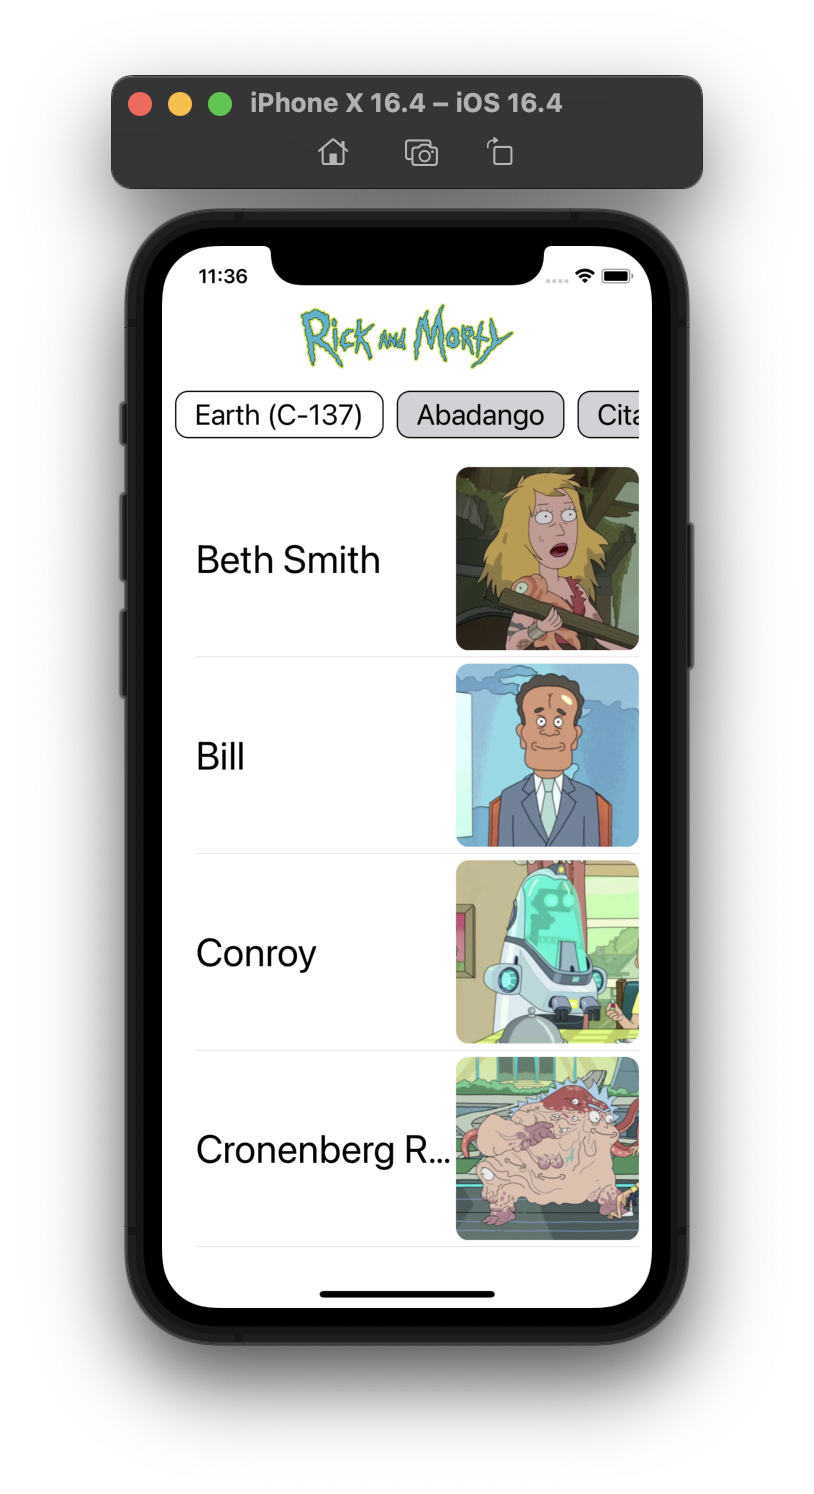 iPhone X 16.4 – iOS 16.4
11:36
Rick and Morty
Earth (C-137) Abadango Cita
Beth Smith
Bill
Conroy
Cronenberg R...